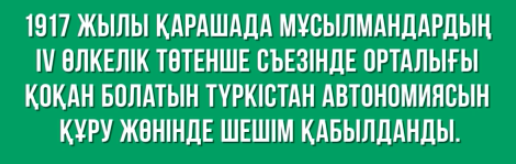 1917 ЖЫЛЫ ҚАРАШАДА МҰСЫЛМАНДАРДЫҢ
IV ӨЛКЕЛІК ТӨТЕНШЕ СЪЕЗІНДЕ ОРТАЛЫҒЫ
ҚОҚАН БОЛАТЫН ТҮРКІСТАН АВТОНОМИЯСЫН
ҚҰРУ ЖӨНІНДЕ ШЕШІМ ҚАБЫЛДАНДЫ.